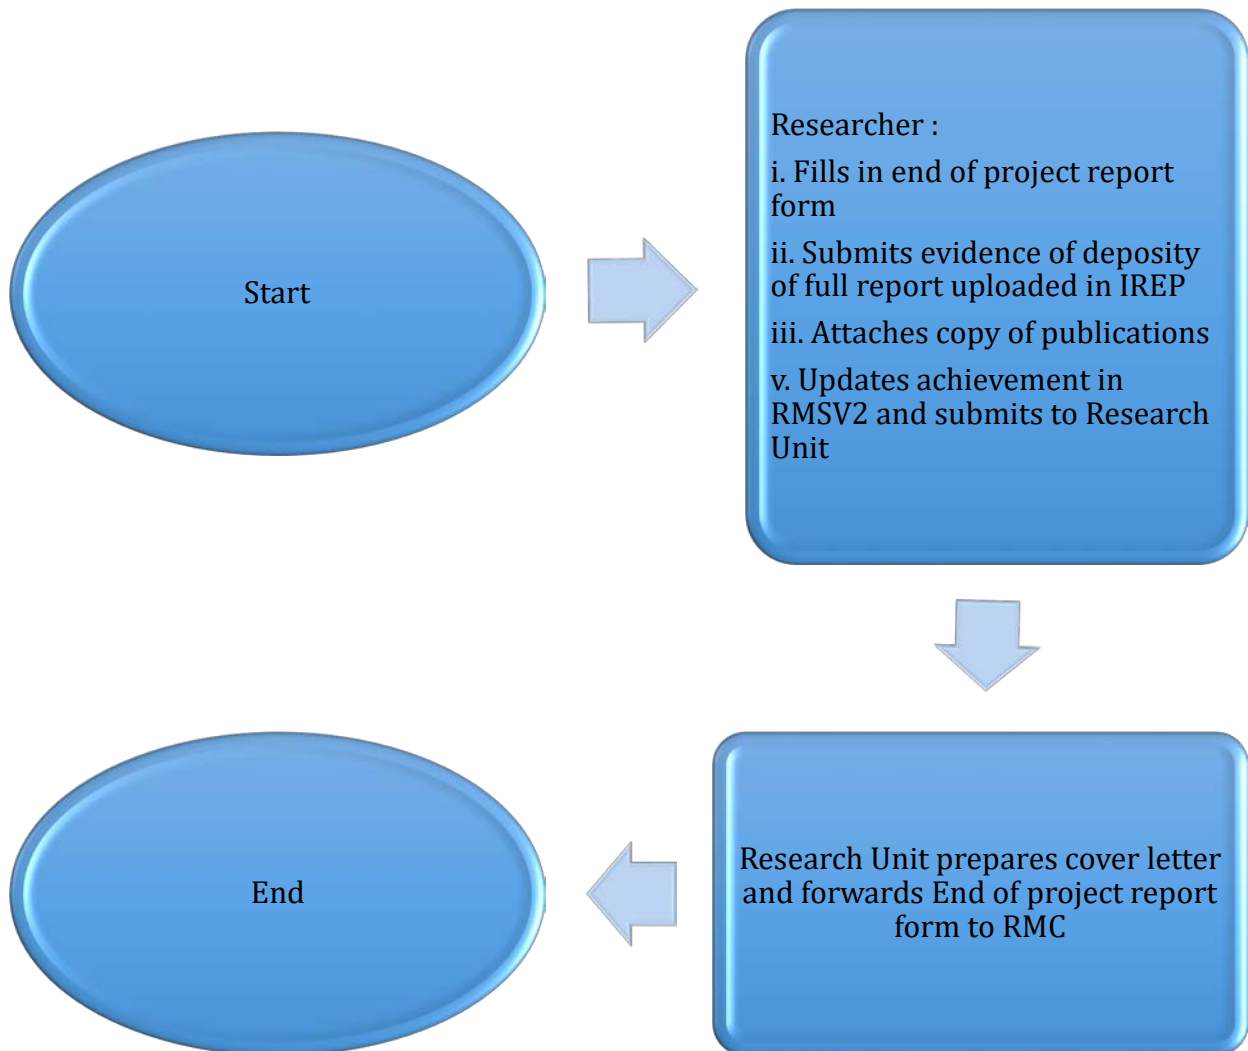 Start
Researcher :
i. Fills in end of project report
form
ii. Submits evidence of deposity
of full report uploaded in IREP
iii. Attaches copy of publications
v. Updates achievement in
RMSV2 and submits to Research
Unit
Research Unit prepares cover letter
and forwards End of project report
form to RMC
End